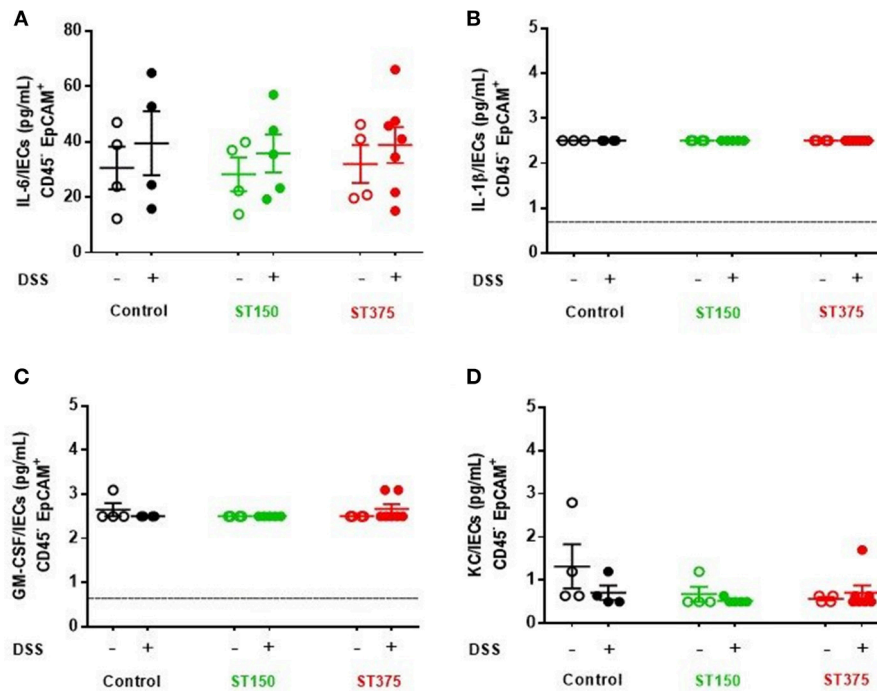 A
IL-6/IECs (pg/mL)
CD45⁻ EpCAM⁺
80
60
40
20
0
DSS - + - + - +
Control ST150 ST375
B
IL-1β/IECs (pg/mL)
CD45⁻ EpCAM⁺
5
4
3
2
1
0
DSS - + - + - +
Control ST150 ST375
C
GM-CSF/IECs (pg/mL)
CD45⁻ EpCAM⁺
5
4
3
2
1
0
DSS - + - + - +
Control ST150 ST375
D
KC/IECs (pg/mL)
CD45⁻ EpCAM⁺
5
4
3
2
1
0
DSS - + - + - +
Control ST150 ST375